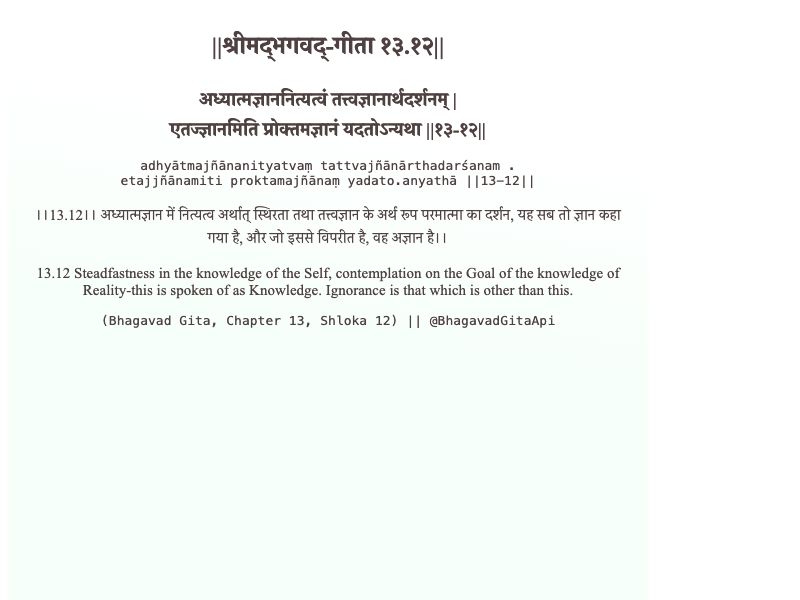 ||श्रीमद्‍भगवद्‍-गीता १३.१२||
अध्यात्मज्ञाननित्यत्वं तत्त्वज्ञानार्थदर्शनम् |
एतज्ज्ञानमिति प्रोक्तमज्ञानं यदतोऽन्यथा ||१३-१२||
adhyātmajñānanityatvaṃ tattvajñānārthadarśanam .
etajjñānamiti proktamajñānaṃ yadato.anyathā ||13-12||
।।13.12।। अध्यात्मज्ञान में नित्यत्व अर्थात् स्थिरता तथा तत्त्वज्ञान के अर्थ रूप परमात्मा का दर्शन, यह सब तो ज्ञान कहा
गया है, और जो इससे विपरीत है, वह अज्ञान है।।
13.12 Steadfastness in the knowledge of the Self, contemplation on the Goal of the knowledge of
Reality-this is spoken of as Knowledge. Ignorance is that which is other than this.
(Bhagavad Gita, Chapter 13, Shloka 12) || @BhagavadGitaApi